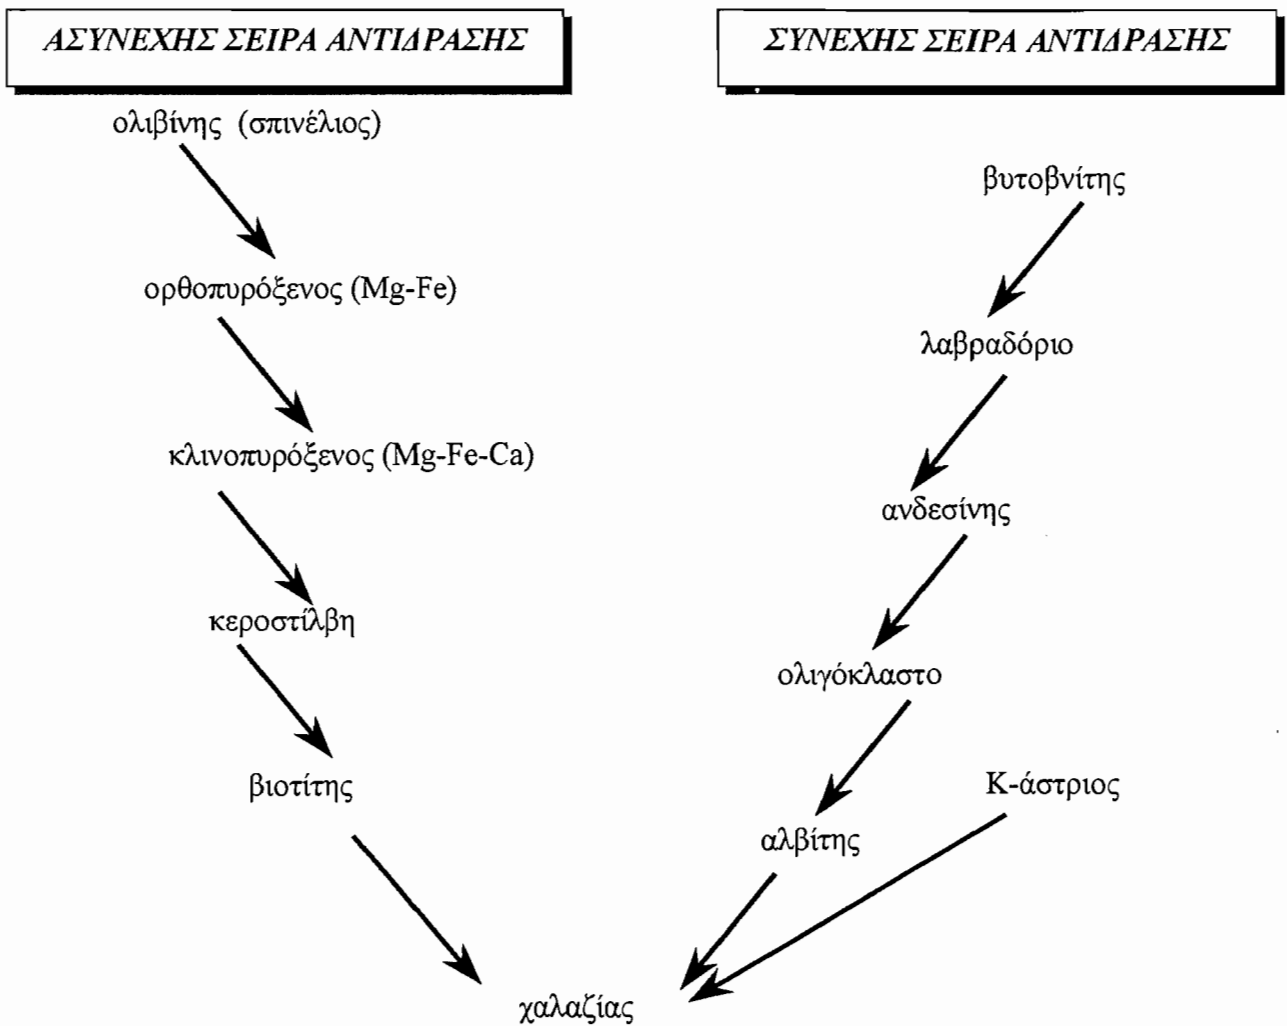 ΑΣΥΝΕΧΗΣ ΣΕΙΡΑ ΑΝΤΙΔΡΑΣΗΣ
ολιβίνης (σπινέλιος)
ορθοπυρόξενος (Mg-Fe)
κλινοπυρόξενος (Mg-Fe-Ca)
κεροστίλβη
βιοτίτης
ΣΥΝΕΧΗΣ ΣΕΙΡΑ ΑΝΤΙΔΡΑΣΗΣ
βυτοβνίτης
λαβραδόριο
ανδεσίνης
ολιγόκλαστο
Κ-άστριος
αλβίτης
χαλαζίας